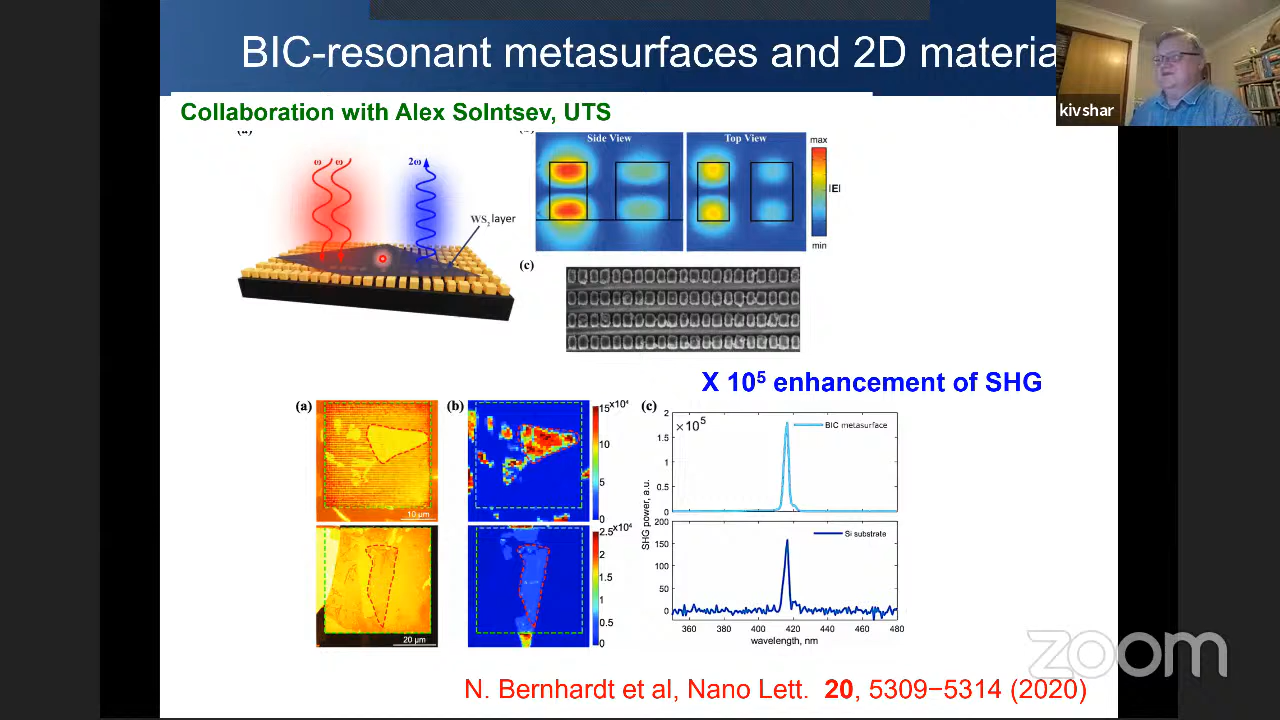 BIC-resonant metasurfaces and 2D materia
kivshar
Collaboration with Alex Solntsev, UTS
(a)
ω ω 2ω
WS2 layer
Side View
Top View
max
|E|
min
(c)
X 10⁵ enhancement of SHG
(a)
10 µm
20 µm
(b)
15 x10⁴
10
5
0
2.5 x10⁴
2
1.5
1
0.5
0
(c)
SHG power, a.u.
2
×10⁵
1.5
1
0.5
0
BIC metasurface
200
150
100
50
0
Si substrate
360 380 400 420 440 460 480
wavelength, nm
zoom
N. Bernhardt et al, Nano Lett. 20, 5309−5314 (2020)